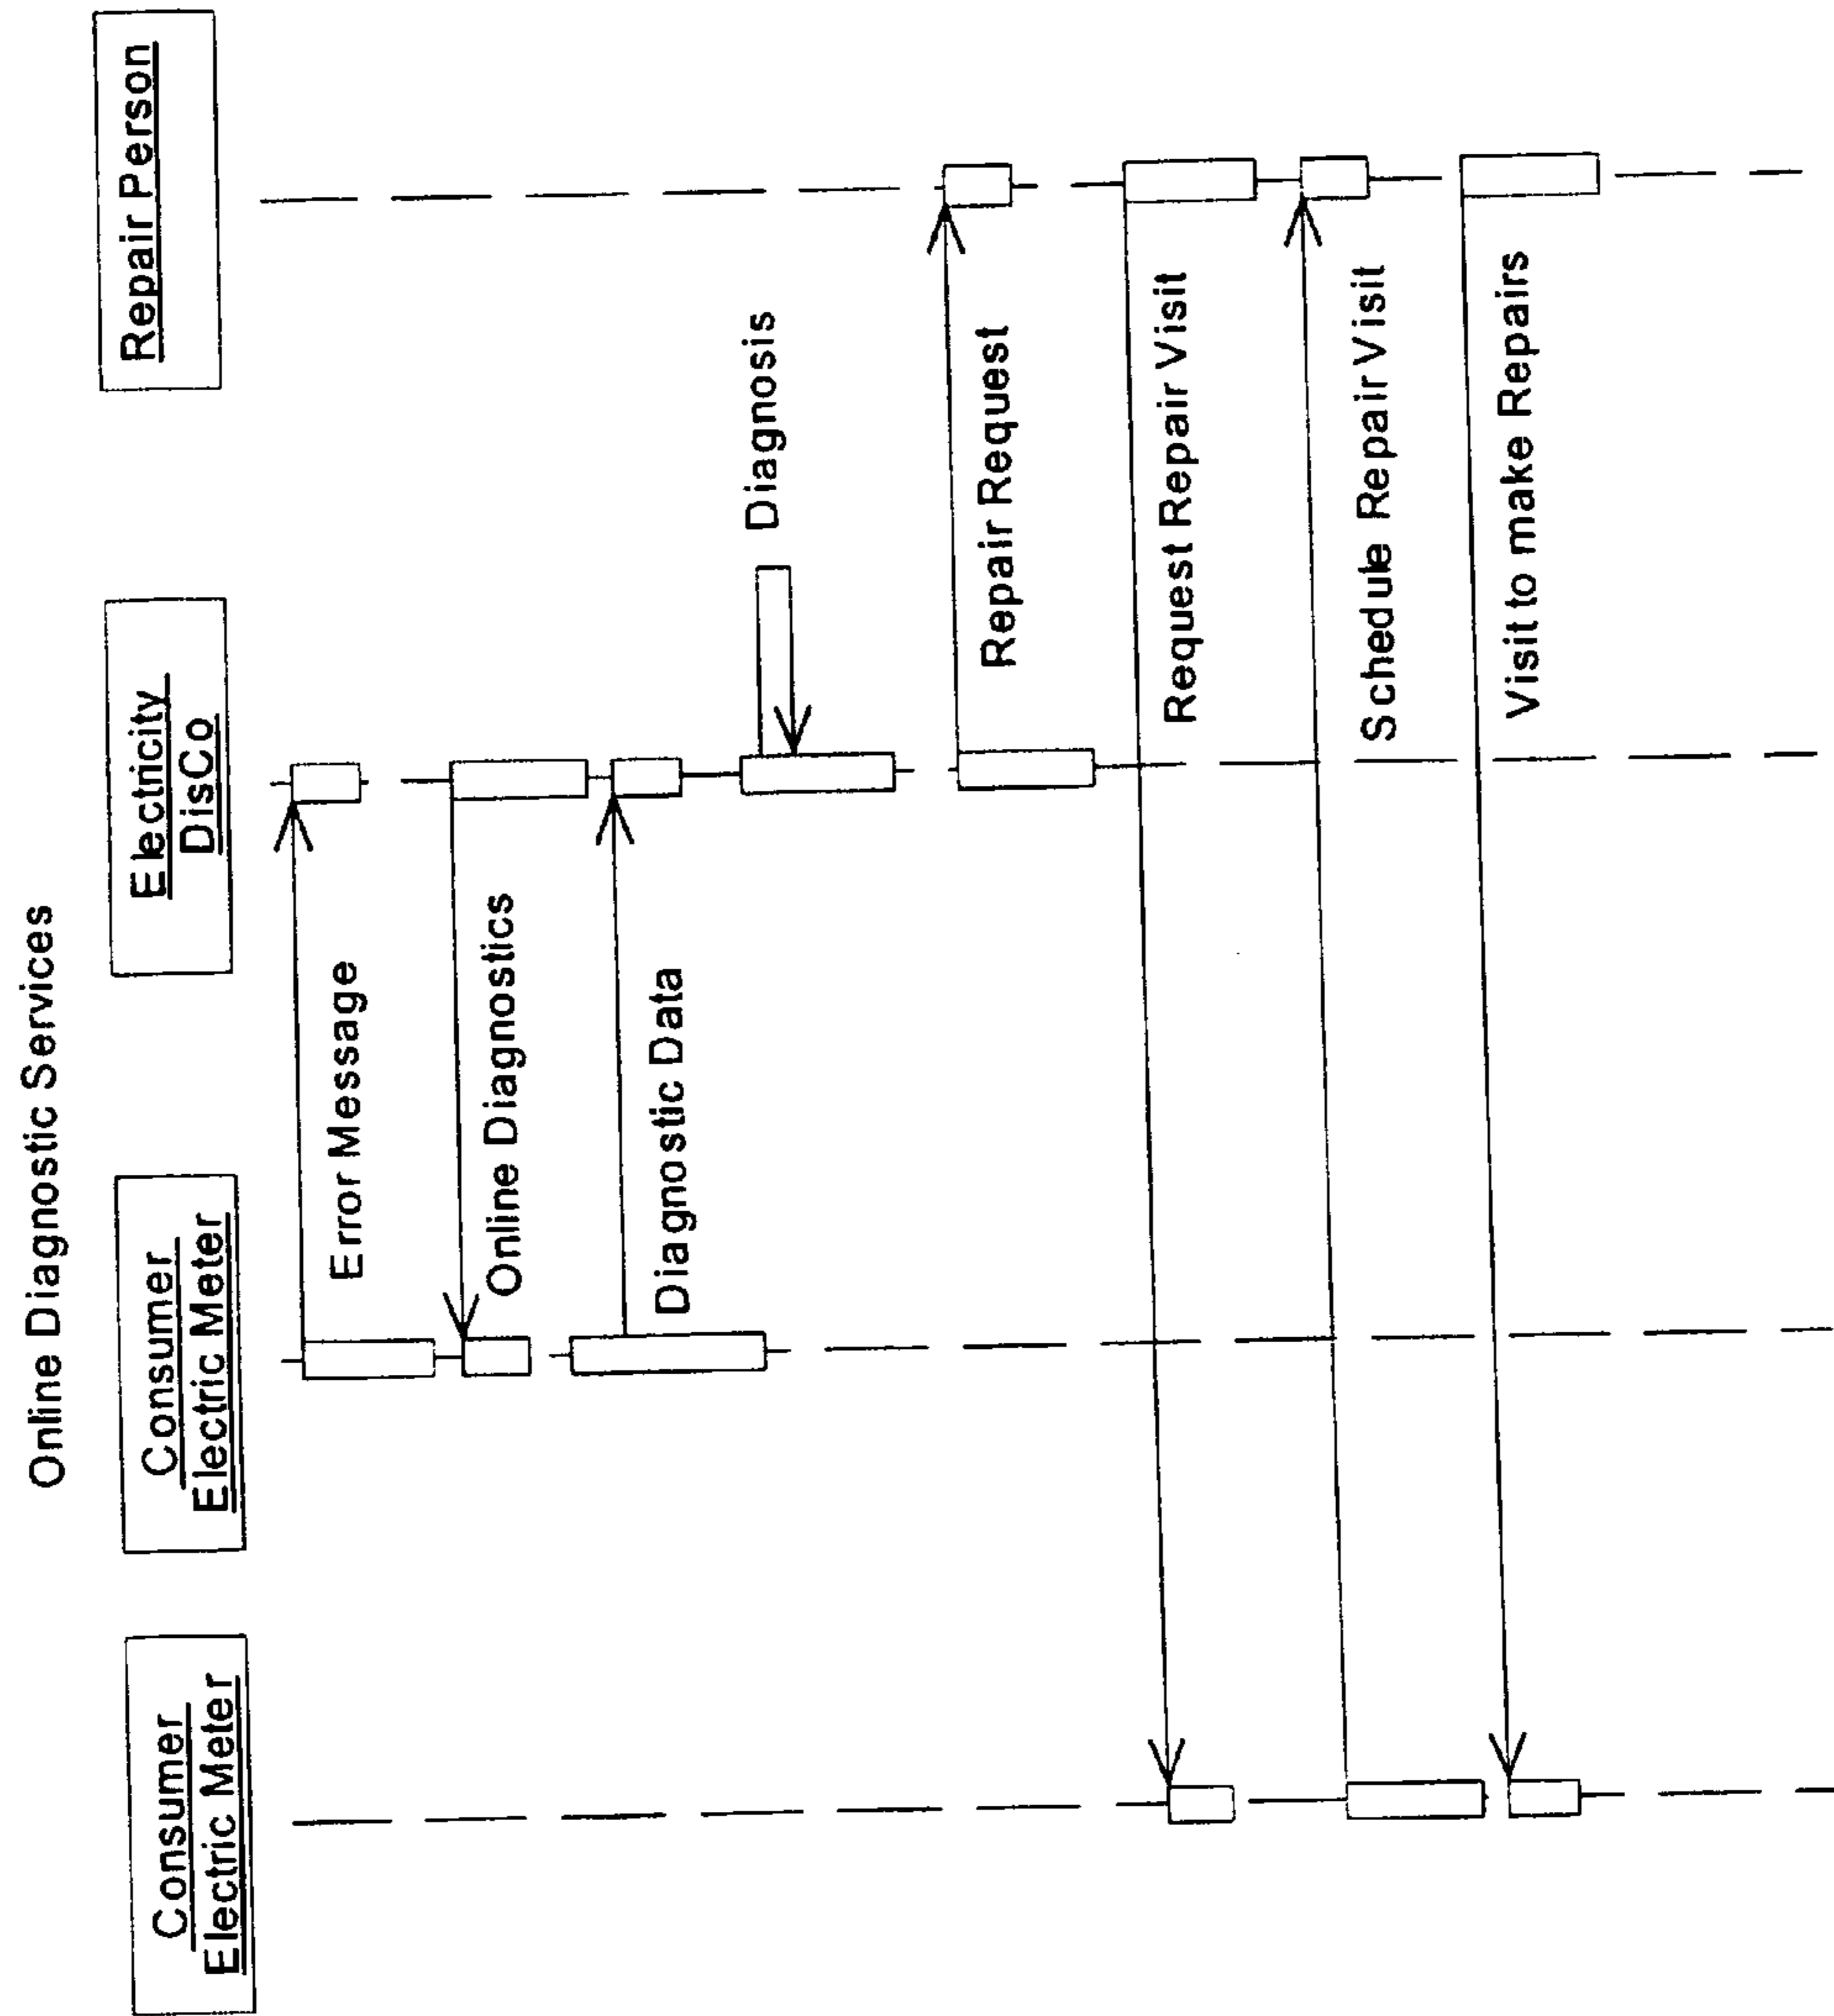 Online Diagnostic Services
Consumer
Electric Meter
Consumer
Electric Meter
Electricity
DisCo
Repair Person
Error Message
Online Diagnostics
Diagnostic Data
Diagnosis
Repair Request
Request Repair Visit
Schedule Repair Visit
Visit to make Repairs